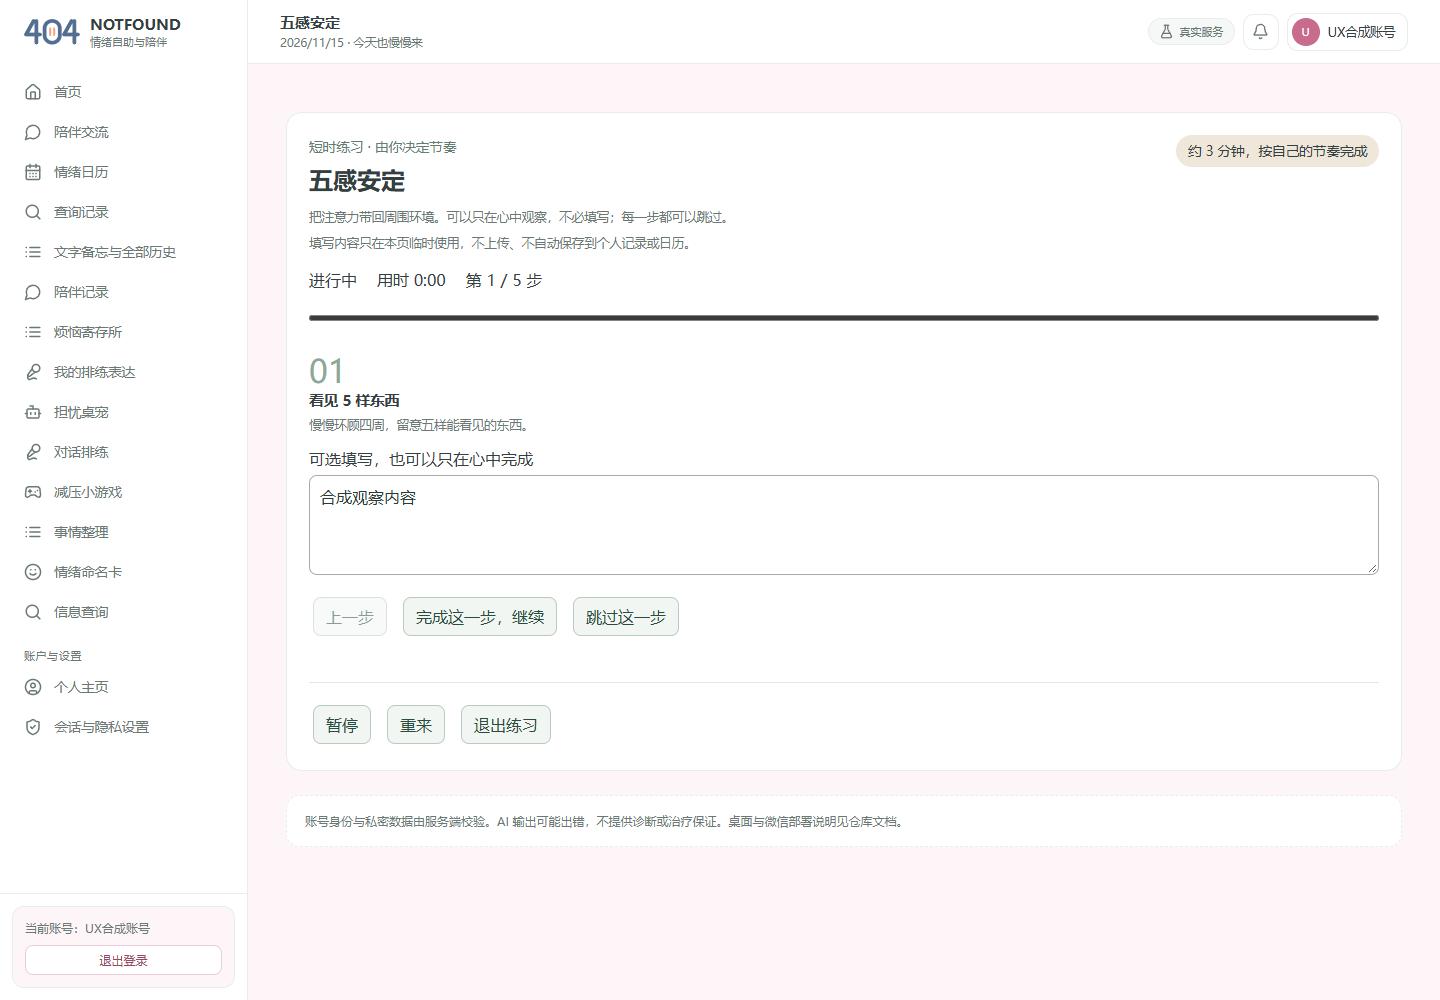 404 NOTFOUND
情绪自助与陪伴
首页
陪伴交流
情绪日历
查询记录
文字备忘与全部历史
陪伴记录
烦恼寄存所
我的排练表达
担忧桌宠
对话排练
减压小游戏
事情整理
情绪命名卡
信息查询
账户与设置
个人主页
会话与隐私设置
当前账号：UX合成账号
退出登录
五感安定
2026/11/15 · 今天也慢慢来
真实服务
U
UX合成账号
短时练习 · 由你决定节奏
约 3 分钟，按自己的节奏完成
五感安定
把注意力带回周围环境。可以只在心中观察，不必填写；每一步都可以跳过。
填写内容只在本页临时使用，不上传、不自动保存到个人记录或日历。
进行中 用时 0:00 第 1 / 5 步
01
看见 5 样东西
慢慢环顾四周，留意五样能看见的东西。
可选填写，也可以只在心中完成
合成观察内容
上一步 完成这一步，继续 跳过这一步
暂停 重来 退出练习
账号身份与私密数据由服务端校验。AI 输出可能出错，不提供诊断或治疗保证。桌面与微信部署说明见仓库文档。